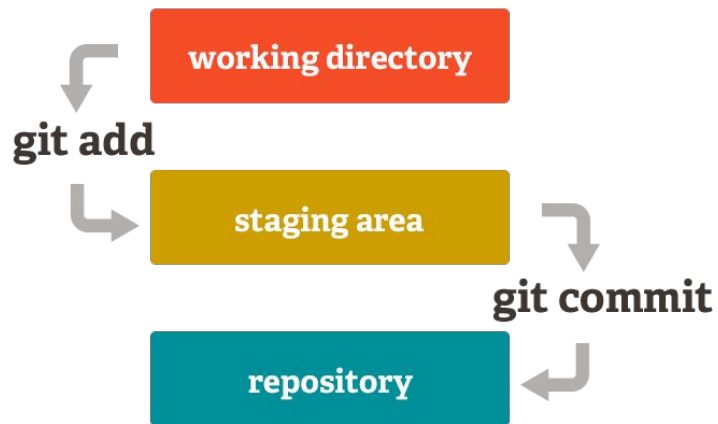 working directory
git add
staging area
git commit
repository